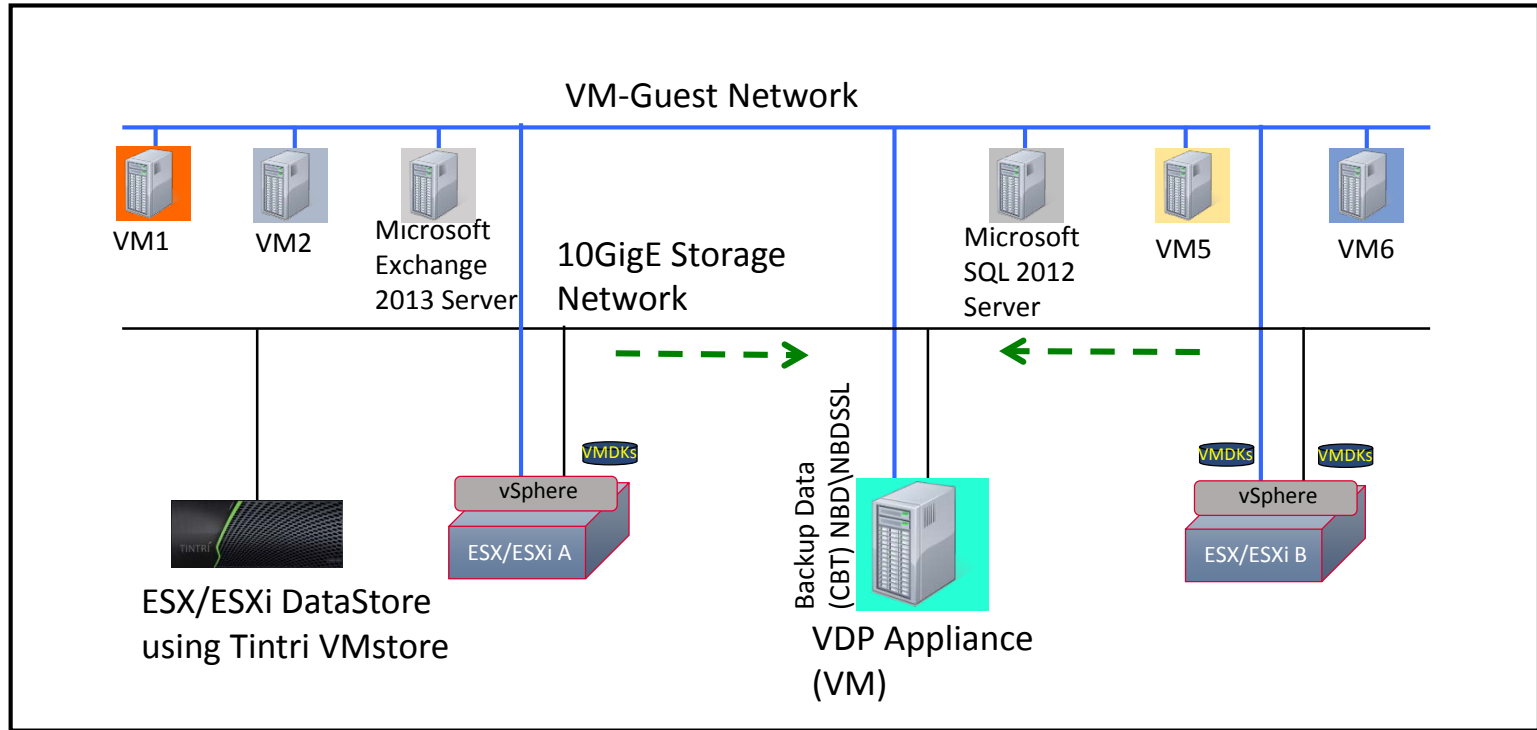 VM-Guest Network
VM1
VM2
Microsoft
Exchange
2013 Server
10GigE Storage
Network
Microsoft
SQL 2012
Server
VM5
VM6
VMDKs
vSphere
ESX/ESXi A
TINTRI
ESX/ESXi DataStore
using Tintri VMstore
Backup Data
(CBT) NBD\NBDSSL
VDP Appliance
(VM)
VMDKs
VMDKs
vSphere
ESX/ESXi B